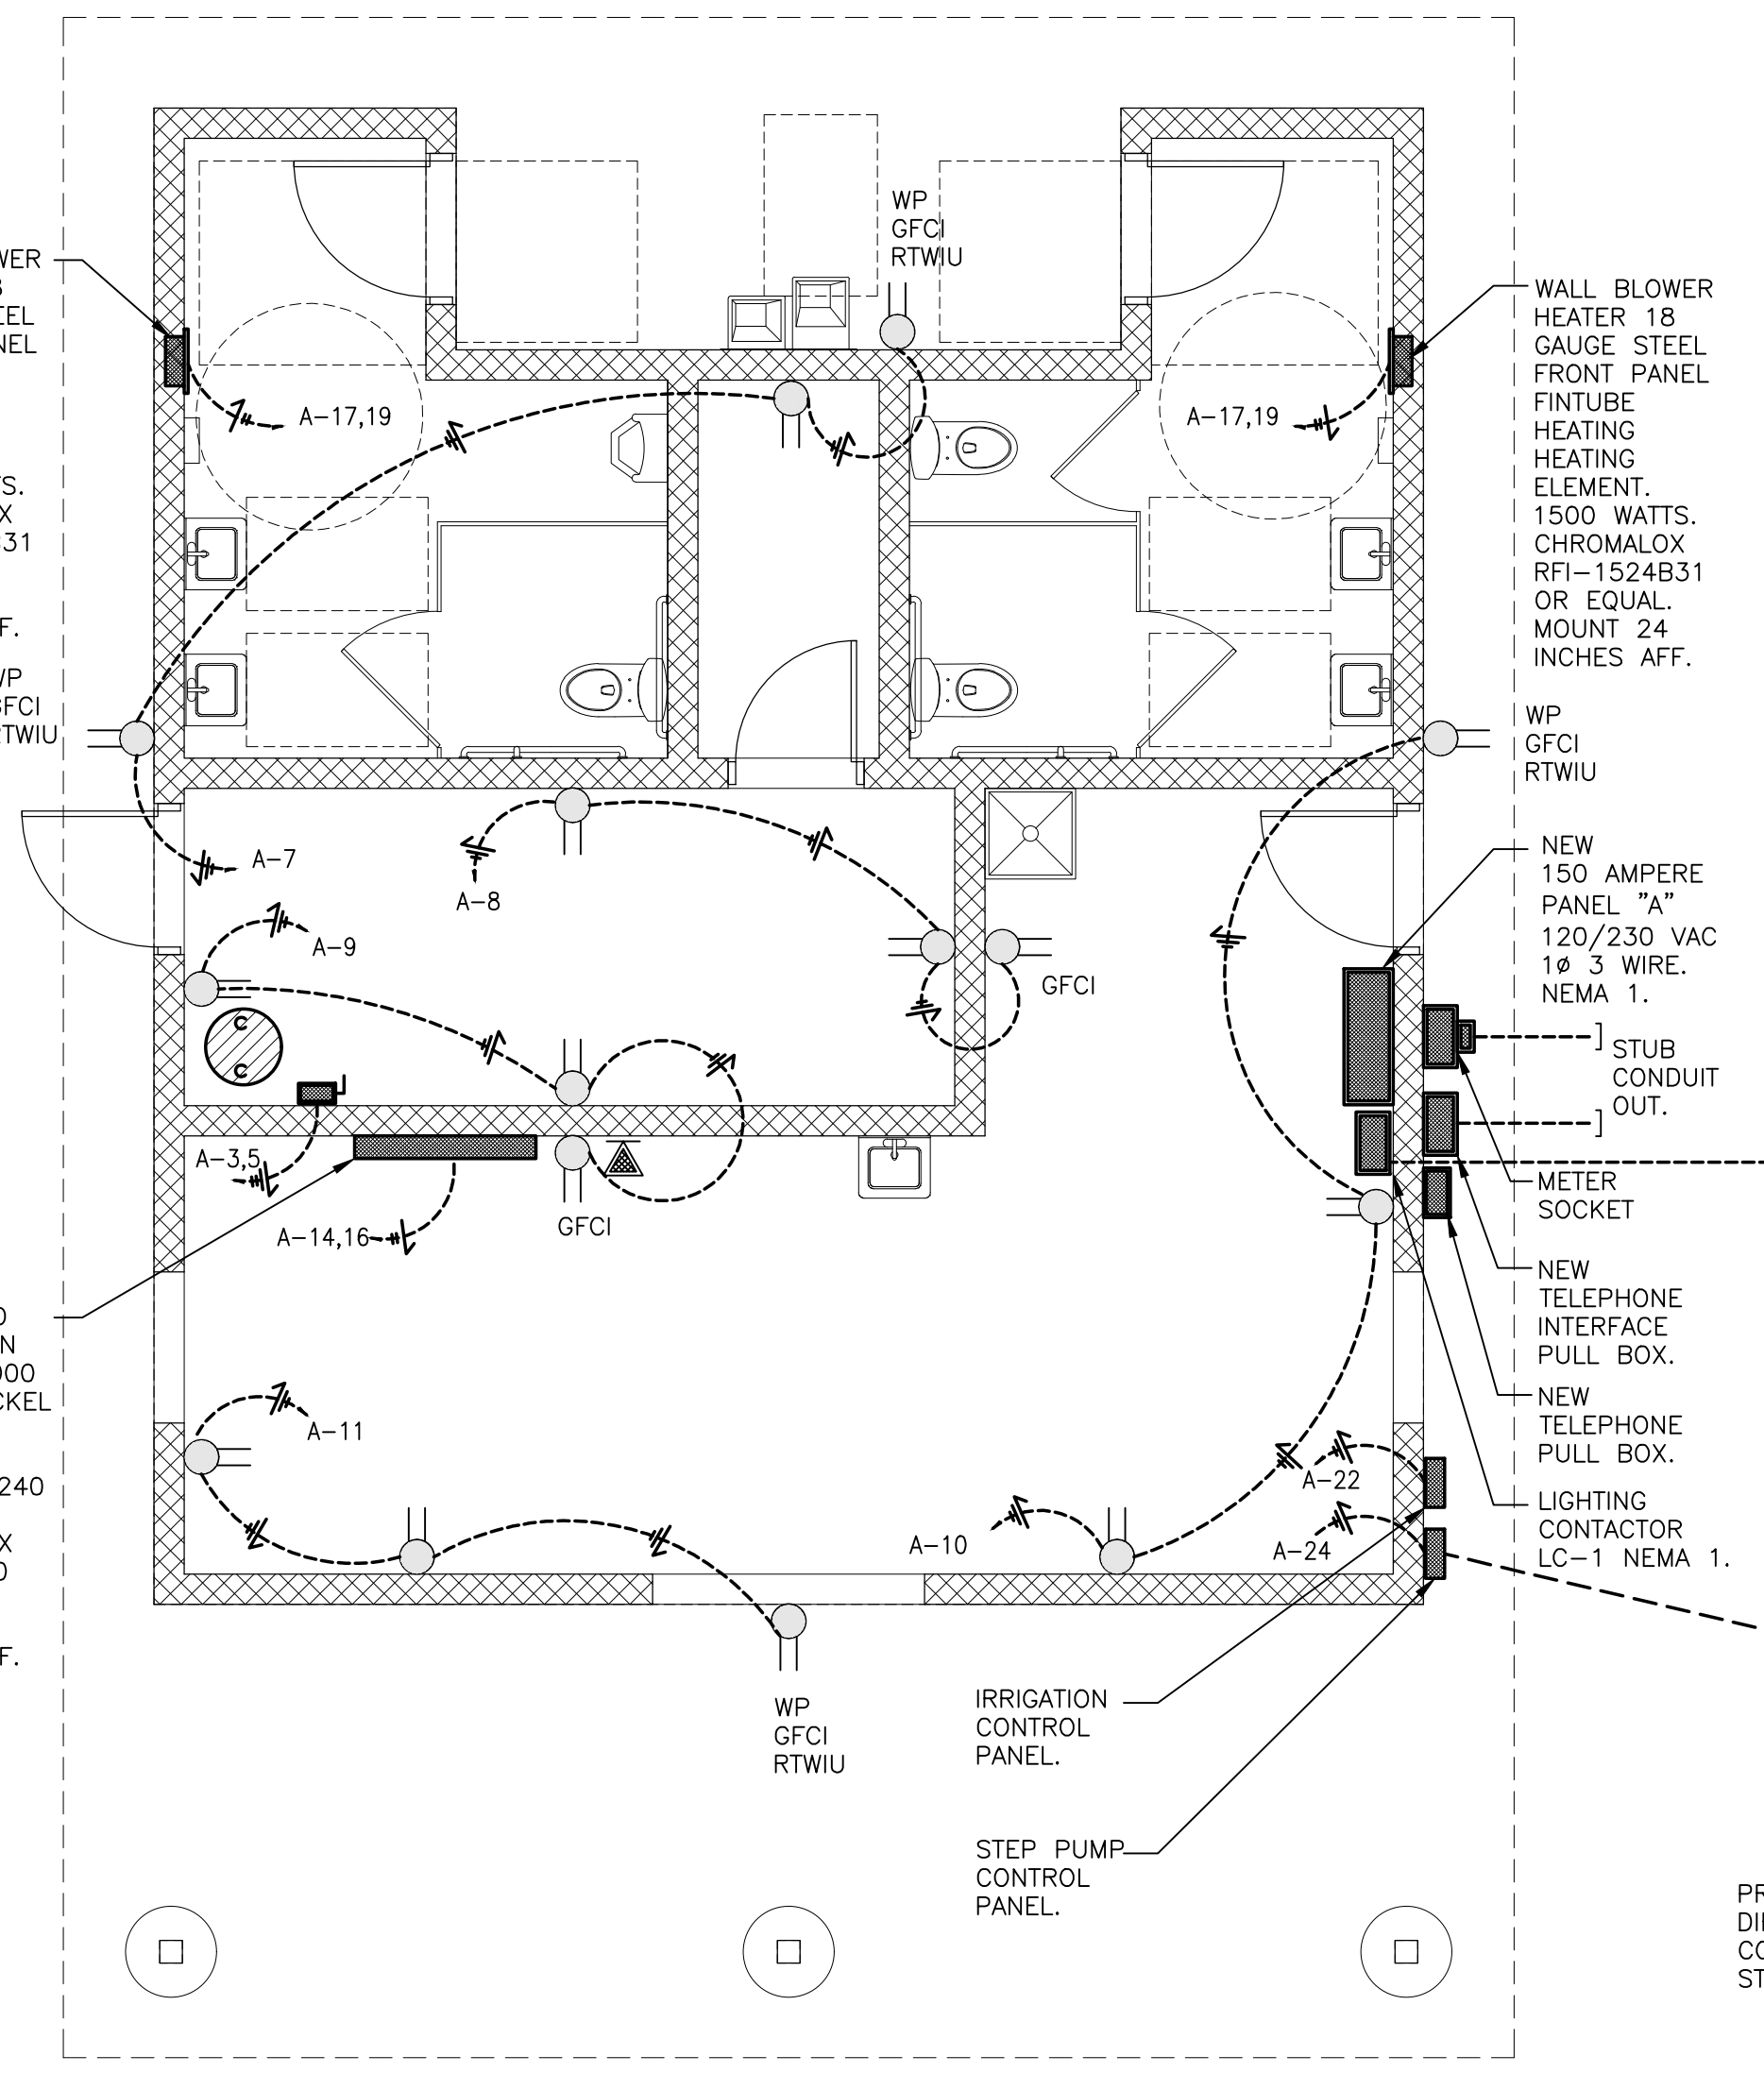 WP
GFCI
RTWIU
WALL BLOWER
HEATER 18
GAUGE STEEL
FRONT PANEL
FINTUBE
HEATING
HEATING
ELEMENT.
1500 WATTS.
CHROMALOX
RFI-1524B31
OR EQUAL.
MOUNT 24
INCHES AFF.
A-17,19
A-17,19
WP
GFCI
RTWIU
NEW
150 AMPERE
PANEL "A"
120/230 VAC
1ø 3 WIRE.
NEMA 1.
STUB
CONDUIT
OUT.
METER
SOCKET
NEW
TELEPHONE
INTERFACE
PULL BOX.
NEW
TELEPHONE
PULL BOX.
LIGHTING
CONTACTOR
LC-1 NEMA 1.
A-7
A-8
A-9
GFCI
A-3,5
GFCI
A-14,16
A-11
A-22
A-10
A-24
WP
GFCI
RTWIU
IRRIGATION
CONTROL
PANEL.
STEP PUMP
CONTROL
PANEL.